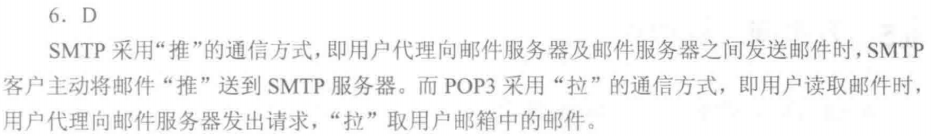 6. D
SMTP 采用“推”的通信方式，即用户代理向邮件服务器及邮件服务器之间发送邮件时，SMTP
客户主动将邮件“推”送到 SMTP 服务器。而 POP3 采用“拉”的通信方式，即用户读取邮件时，
用户代理向邮件服务器发出请求，“拉”取用户邮箱中的邮件。